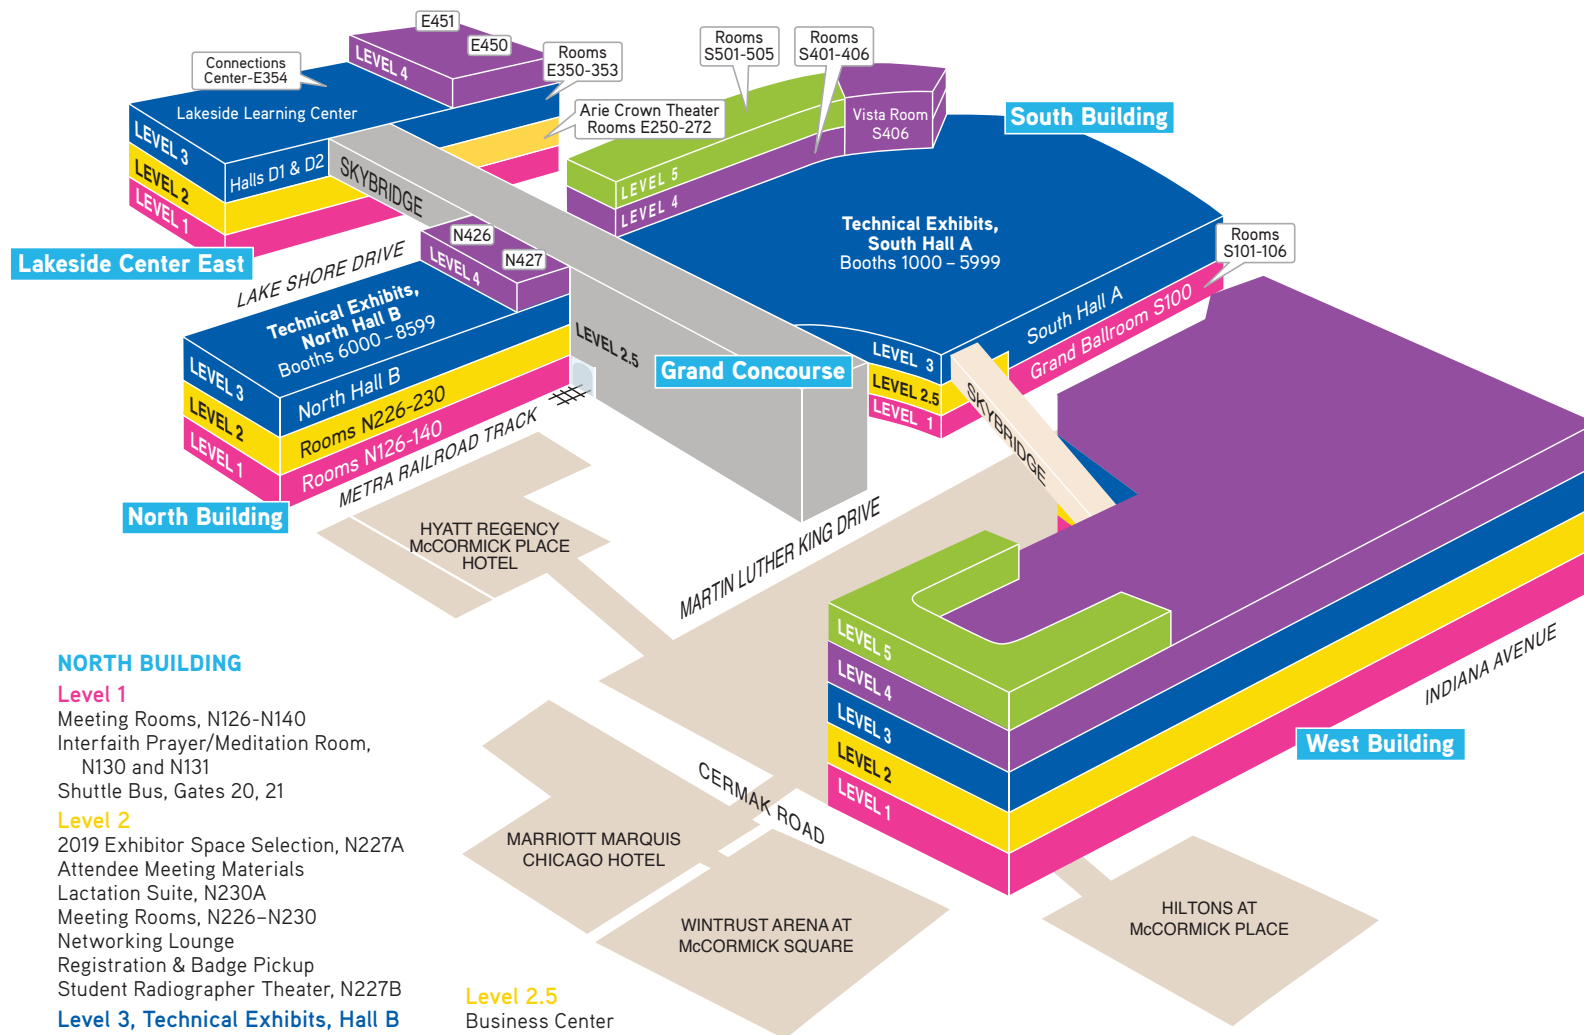 E451
E450
LEVEL 4
Connections
Center-E354
Rooms
E350-353
Lakeside Learning Center
Arie Crown Theater
Rooms E250-272
LEVEL 3
LEVEL 2
LEVEL 1
Halls D1 & D2
SKYBRIDGE
Lakeside Center East
LAKE SHORE DRIVE
Rooms
S501-505
Rooms
S401-406
Vista Room
S406
LEVEL 5
LEVEL 4
South Building
Technical Exhibits,
South Hall A
Booths 1000 – 5999
Rooms
S101-106
South Hall A
Grand Ballroom S100
LEVEL 3
LEVEL 2.5
LEVEL 1
SKYBRIDGE
N426
N427
LEVEL 4
Technical Exhibits,
North Hall B
Booths 6000 – 8599
LEVEL 3
LEVEL 2
LEVEL 1
North Hall B
Rooms N226-230
Rooms N126-140
LEVEL 2.5
Grand Concourse
METRA RAILROAD TRACK
North Building
HYATT REGENCY
McCORMICK PLACE
HOTEL
MARTIN LUTHER KING DRIVE
LEVEL 5
LEVEL 4
LEVEL 3
LEVEL 2
LEVEL 1
INDIANA AVENUE
West Building
CERMAK ROAD
MARRIOTT MARQUIS
CHICAGO HOTEL
WINTRUST ARENA AT
McCORMICK SQUARE
HILTONS AT
McCORMICK PLACE
NORTH BUILDING
Level 1
Meeting Rooms, N126-N140
Interfaith Prayer/Meditation Room,
N130 and N131
Shuttle Bus, Gates 20, 21
Level 2
2019 Exhibitor Space Selection, N227A
Attendee Meeting Materials
Lactation Suite, N230A
Meeting Rooms, N226–N230
Networking Lounge
Registration & Badge Pickup
Student Radiographer Theater, N227B
Level 3, Technical Exhibits, Hall B
Level 2.5
Business Center